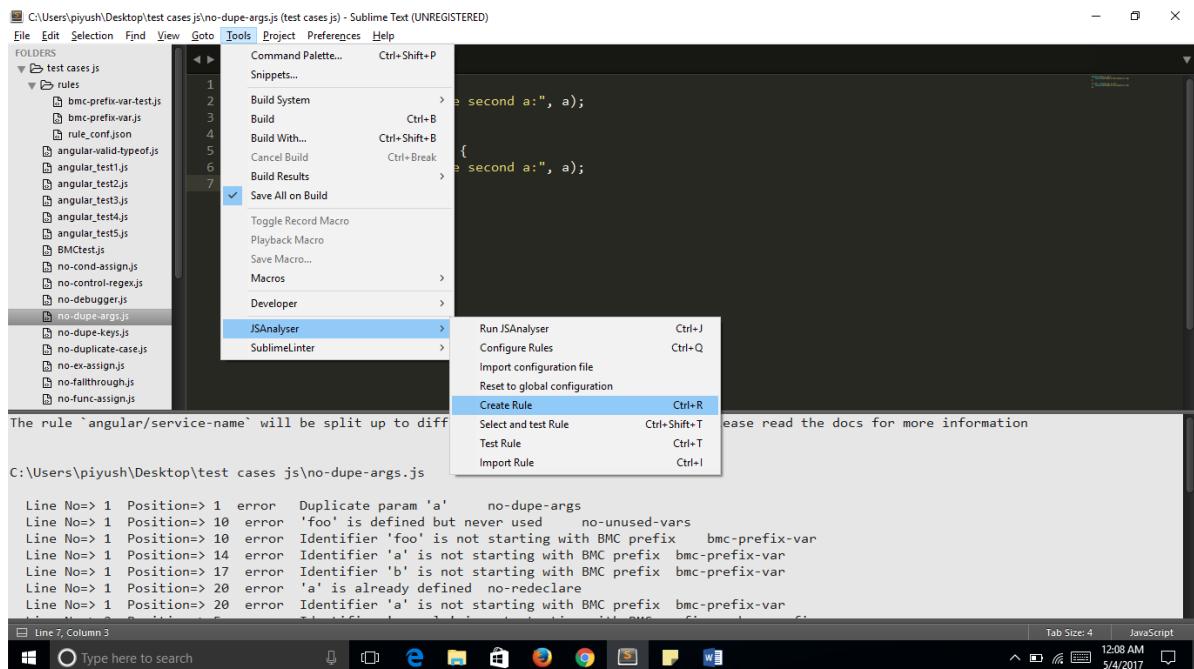 C:\Users\piyush\Desktop\test cases js\no-dupe-args.js (test cases js) - Sublime Text (UNREGISTERED)
File Edit Selection Find View Goto Tools Project Preferences Help
FOLDERS
test cases js
rules
bmc-prefix-var-test.js
bmc-prefix-var.js
rule_conf.json
angular-valid-typeof.js
angular_test1.js
angular_test2.js
angular_test3.js
angular_test4.js
angular_test5.js
BMCtest.js
no-cond-assign.js
no-control-regex.js
no-debugger.js
no-dupe-args.js
no-dupe-keys.js
no-duplicate-case.js
no-ex-assign.js
no-fallthrough.js
no-func-assign.js
1
2 second a:", a);
3
4
5 {
6 second a:", a);
7
Command Palette... Ctrl+Shift+P
Snippets...
Build System
Build Ctrl+B
Build With... Ctrl+Shift+B
Cancel Build Ctrl+Break
Build Results
Save All on Build
Toggle Record Macro
Playback Macro
Save Macro...
Macros
Developer
JSAnalyser
SublimeLinter
Run JSAnalyser Ctrl+J
Configure Rules Ctrl+Q
Import configuration file
Reset to global configuration
Create Rule Ctrl+R
Select and test Rule Ctrl+Shift+T
Test Rule Ctrl+T
Import Rule Ctrl+I
The rule `angular/service-name` will be split up to diff ease read the docs for more information
C:\Users\piyush\Desktop\test cases js\no-dupe-args.js
Line No=> 1 Position=> 1 error Duplicate param 'a' no-dupe-args
Line No=> 1 Position=> 10 error 'foo' is defined but never used no-unused-vars
Line No=> 1 Position=> 10 error Identifier 'foo' is not starting with BMC prefix bmc-prefix-var
Line No=> 1 Position=> 14 error Identifier 'a' is not starting with BMC prefix bmc-prefix-var
Line No=> 1 Position=> 17 error Identifier 'b' is not starting with BMC prefix bmc-prefix-var
Line No=> 1 Position=> 20 error 'a' is already defined no-redeclare
Line No=> 1 Position=> 20 error Identifier 'a' is not starting with BMC prefix bmc-prefix-var
Line 7, Column 3
Tab Size: 4 JavaScript
Type here to search
12:08 AM
5/4/2017